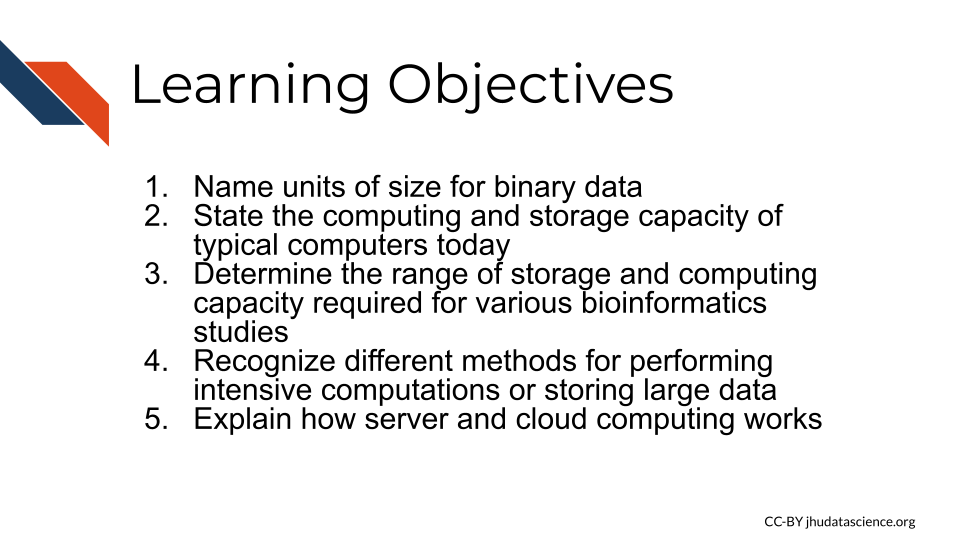 Learning Objectives
1. Name units of size for binary data
2. State the computing and storage capacity of
typical computers today
3. Determine the range of storage and computing
capacity required for various bioinformatics
studies
4. Recognize different methods for performing
intensive computations or storing large data
5. Explain how server and cloud computing works
CC-BY jhudatascience.org